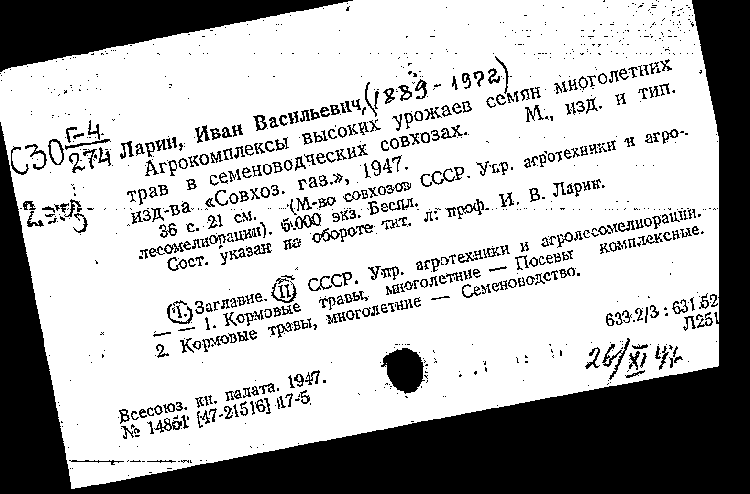 СЗО Г-4/274
2 экз
Ларин, Иван Васильевич, (1889-1972)
Агрокомплексы высоких урожаев семян многолетних
трав в семеноводческих совхозах. М., изд. и тип.
изд-ва «Совхоз. газ.», 1947.
36 с. 21 см. (М-во совхозов СССР. Упр. агротехники и агро-
лесомелиорации). 5.000 экз. Беспл.
Сост. указан на обороте тит. л: проф. И. В. Ларин.
I. Заглавие. II СССР. Упр. агротехники и агролесомелиорации.
— — 1. Кормовые травы, многолетние — Посевы комплексные.
2. Кормовые травы, многолетние — Семеноводство.
633.2/3 : 631.52
Л251
26/XI 47
Всесоюз. кн. палата. 1947.
№ 14851 [47-21516] 17-5